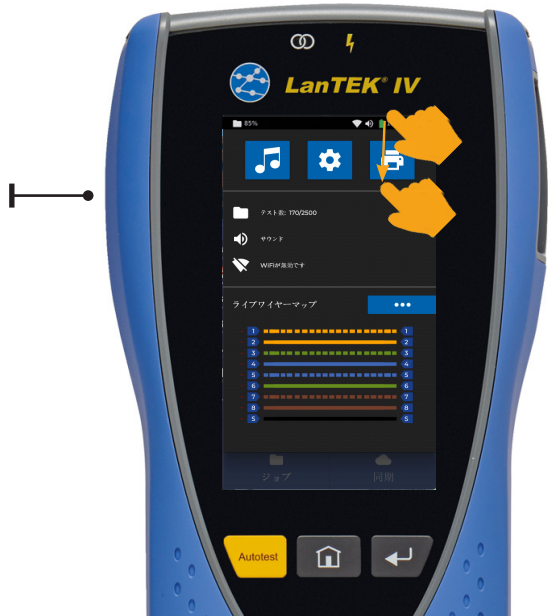 LanTEK® IV
85%
テスト数: 170/2500
サウンド
WiFiが無効です
ライブワイヤーマップ
1 1
2 2
3 3
4 4
5 5
6 6
7 7
8 8
S S
ジョブ 同期
Autotest